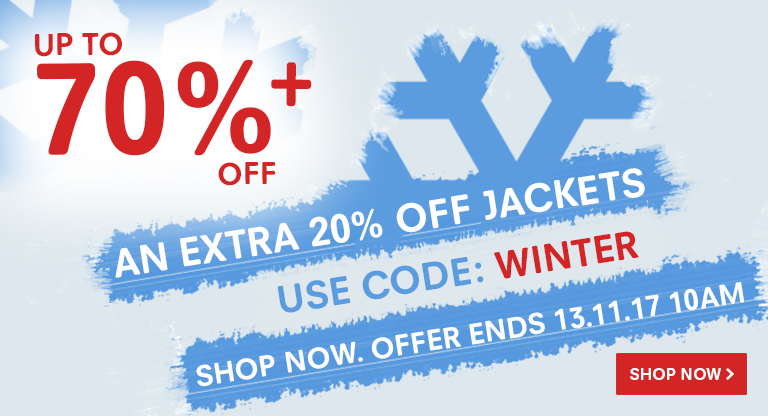 UP TO
70%+
OFF
AN EXTRA 20% OFF JACKETS
USE CODE: WINTER
SHOP NOW. OFFER ENDS 13.11.17 10AM
SHOP NOW >